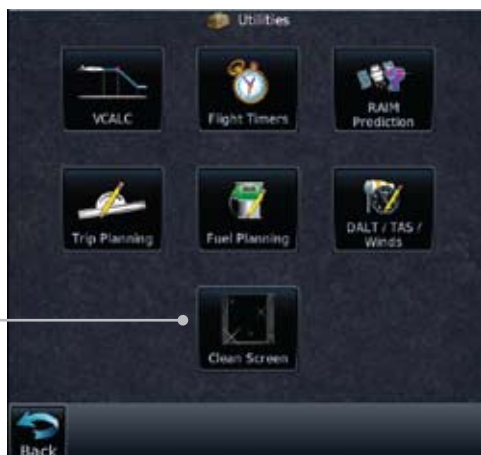 Utilities
VCALC
Flight Timers
RAIM
Prediction
Trip Planning
Fuel Planning
DALT / TAS /
Winds
Clean Screen
Back